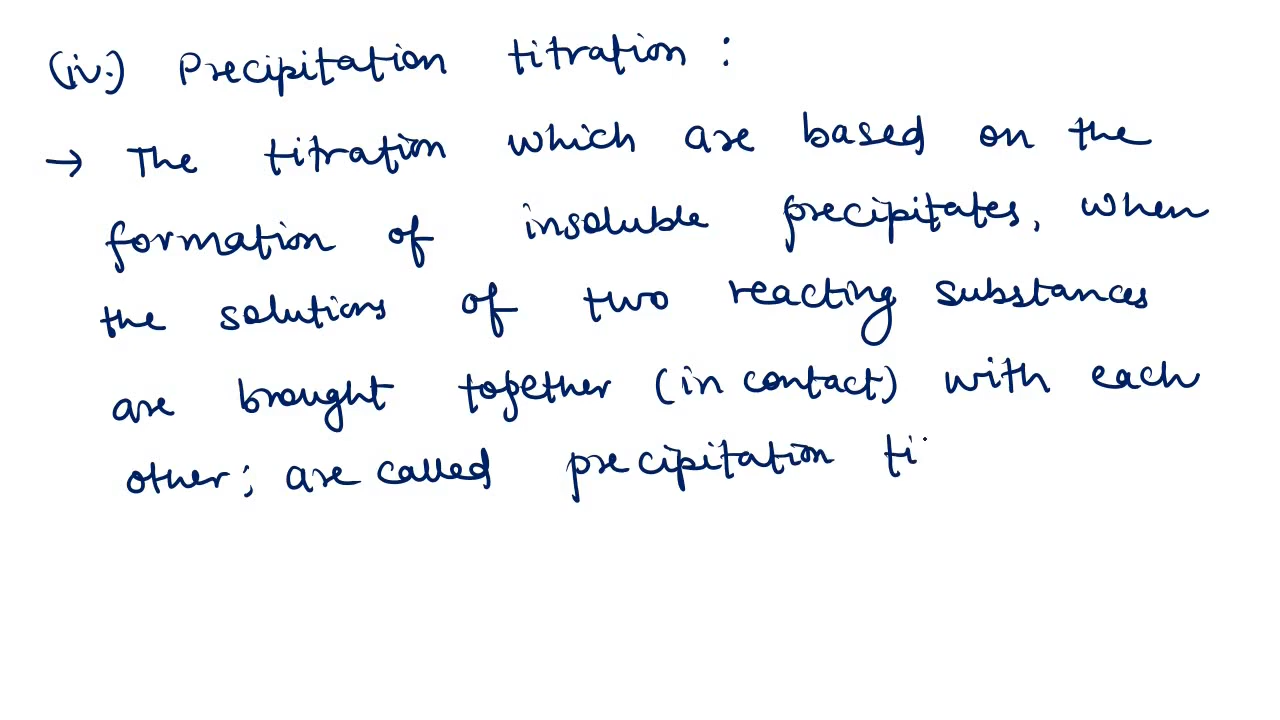 (iv.) Precipitation titration :
→ The titration which are based on the
formation of insoluble precipitates, when
the solutions of two reacting substances
are brought together (in contact) with each
other; are called precipitation ti